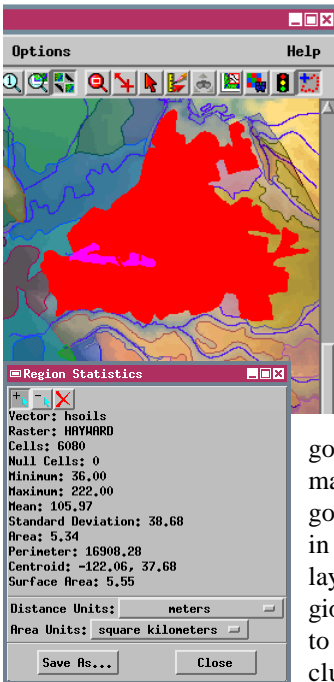 Options Help
Region Statistics
Vector: hsoils
Raster: HAYWARD
Cells: 6080
Null Cells: 0
Minimum: 36.00
Maximum: 222.00
Mean: 105.97
Standard Deviation: 38.68
Area: 5.34
Perimeter: 16908.28
Centroid: -122.06, 37.68
Surface Area: 5.55
Distance Units: meters
Area Units: square kilometers
Save As... Close
go
ma
go
in
lay
gio
to
clu